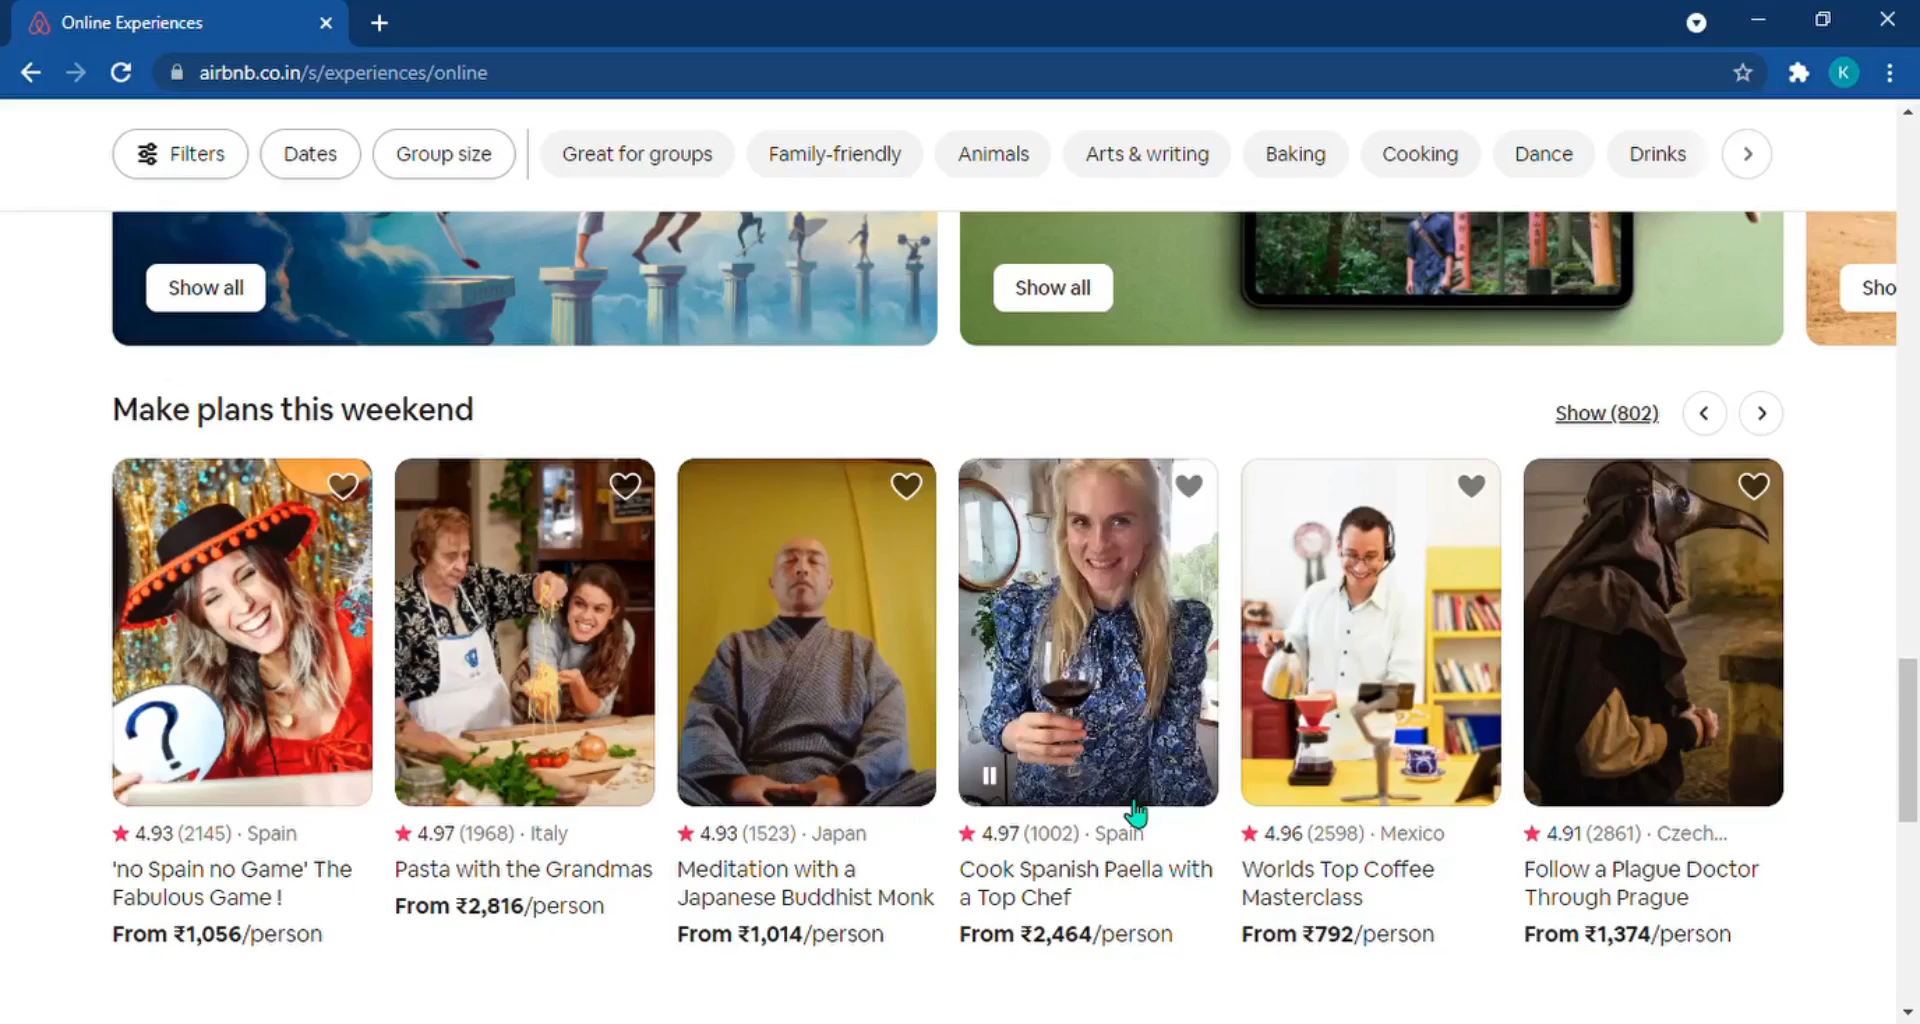 Online Experiences
airbnb.co.in/s/experiences/online
K
Filters
Dates
Group size
Great for groups
Family-friendly
Animals
Arts & writing
Baking
Cooking
Dance
Drinks
Show all
Show all
Sho
Make plans this weekend
Show (802)
?
4.93 (2145) · Spain
'no Spain no Game' The
Fabulous Game !
From ₹1,056/person
4.97 (1968) · Italy
Pasta with the Grandmas
From ₹2,816/person
4.93 (1523) · Japan
Meditation with a
Japanese Buddhist Monk
From ₹1,014/person
4.97 (1002) · Spain
Cook Spanish Paella with
a Top Chef
From ₹2,464/person
4.96 (2598) · Mexico
Worlds Top Coffee
Masterclass
From ₹792/person
4.91 (2861) · Czech...
Follow a Plague Doctor
Through Prague
From ₹1,374/person